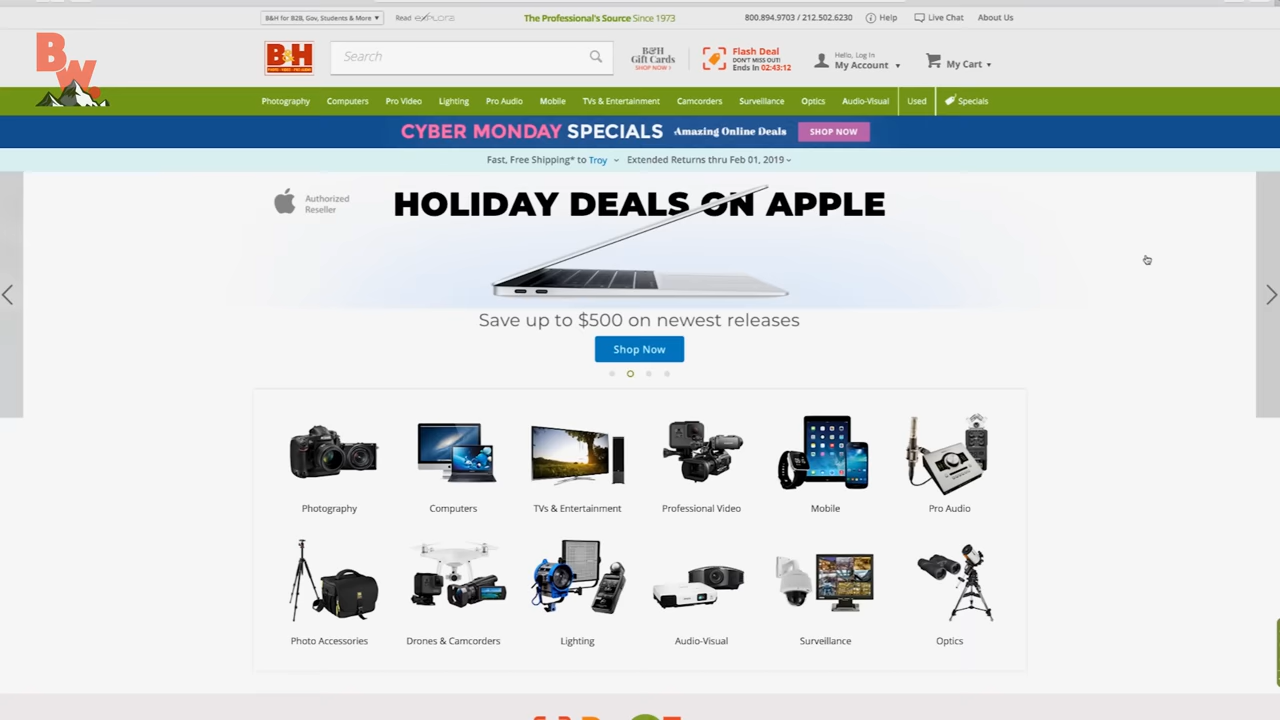 B&H for B2B, Gov, Students & More
Read explora
The Professional's Source Since 1973
800.894.9703 / 212.502.6230
Help
Live Chat
About Us
BW.
B&H
PHOTO · VIDEO · PRO AUDIO
Search
B&H
Gift Cards
SHOP NOW
Flash Deal
DON'T MISS OUT!
Ends In 02:43:12
Hello, Log In
My Account
My Cart
Photography
Computers
Pro Video
Lighting
Pro Audio
Mobile
TVs & Entertainment
Camcorders
Surveillance
Optics
Audio-Visual
Used
Specials
CYBER MONDAY SPECIALS Amazing Online Deals SHOP NOW
Fast, Free Shipping* to Troy
Extended Returns thru Feb 01, 2019
Authorized
Reseller
HOLIDAY DEALS ON APPLE
Save up to $500 on newest releases
Shop Now
Photography
Computers
TVs & Entertainment
Professional Video
Mobile
Pro Audio
Photo Accessories
Drones & Camcorders
Lighting
Audio-Visual
Surveillance
Optics